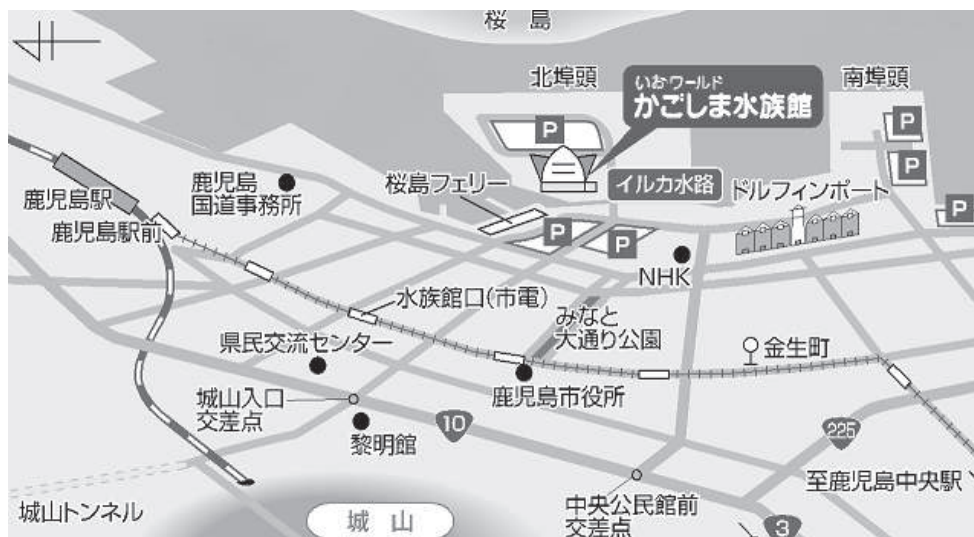 桜 島
北埠頭
いおワールド
かごしま水族館
南埠頭
P
P
P
鹿児島駅
鹿児島駅前
鹿児島
国道事務所
桜島フェリー
イルカ水路
ドルフィンポート
P
P
P
NHK
水族館口(市電)
みなと
大通り公園
県民交流センター
金生町
城山入口
交差点
鹿児島市役所
10
黎明館
225
城山トンネル
城 山
中央公民館前
交差点
至鹿児島中央駅
3